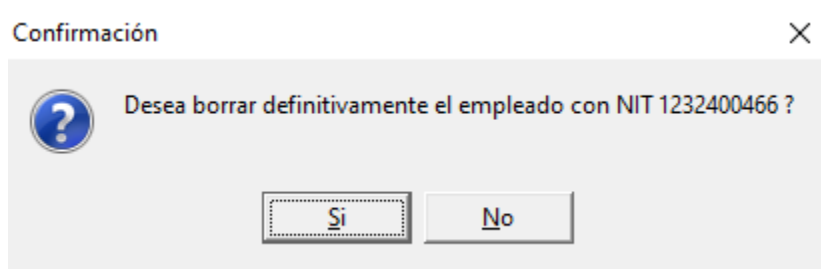 Confirmación
Desea borrar definitivamente el empleado con NIT 1232400466 ?
Si
No